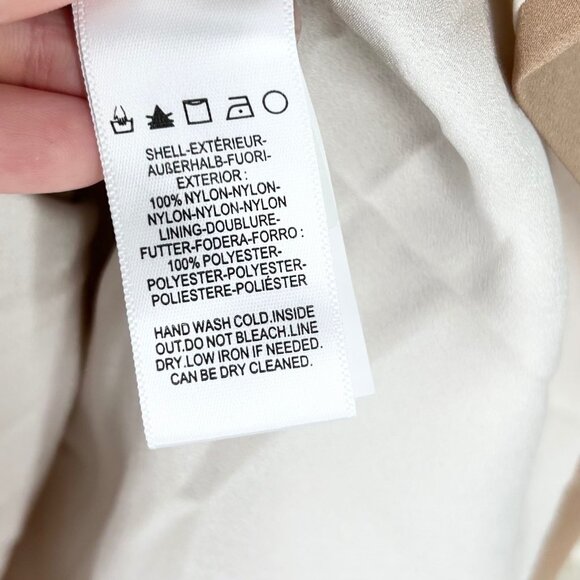 SHELL-EXTÉRIEUR-
AUßERHALB-FUORI-
EXTERIOR :
100% NYLON-NYLON-
NYLON-NYLON-NYLON
LINING-DOUBLURE-
FUTTER-FODERA-FORRO :
100% POLYESTER-
POLYESTER-POLYESTER-
POLIESTERE-POLIÉSTER
HAND WASH COLD.INSIDE
OUT.DO NOT BLEACH.LINE
DRY.LOW IRON IF NEEDED.
CAN BE DRY CLEANED.